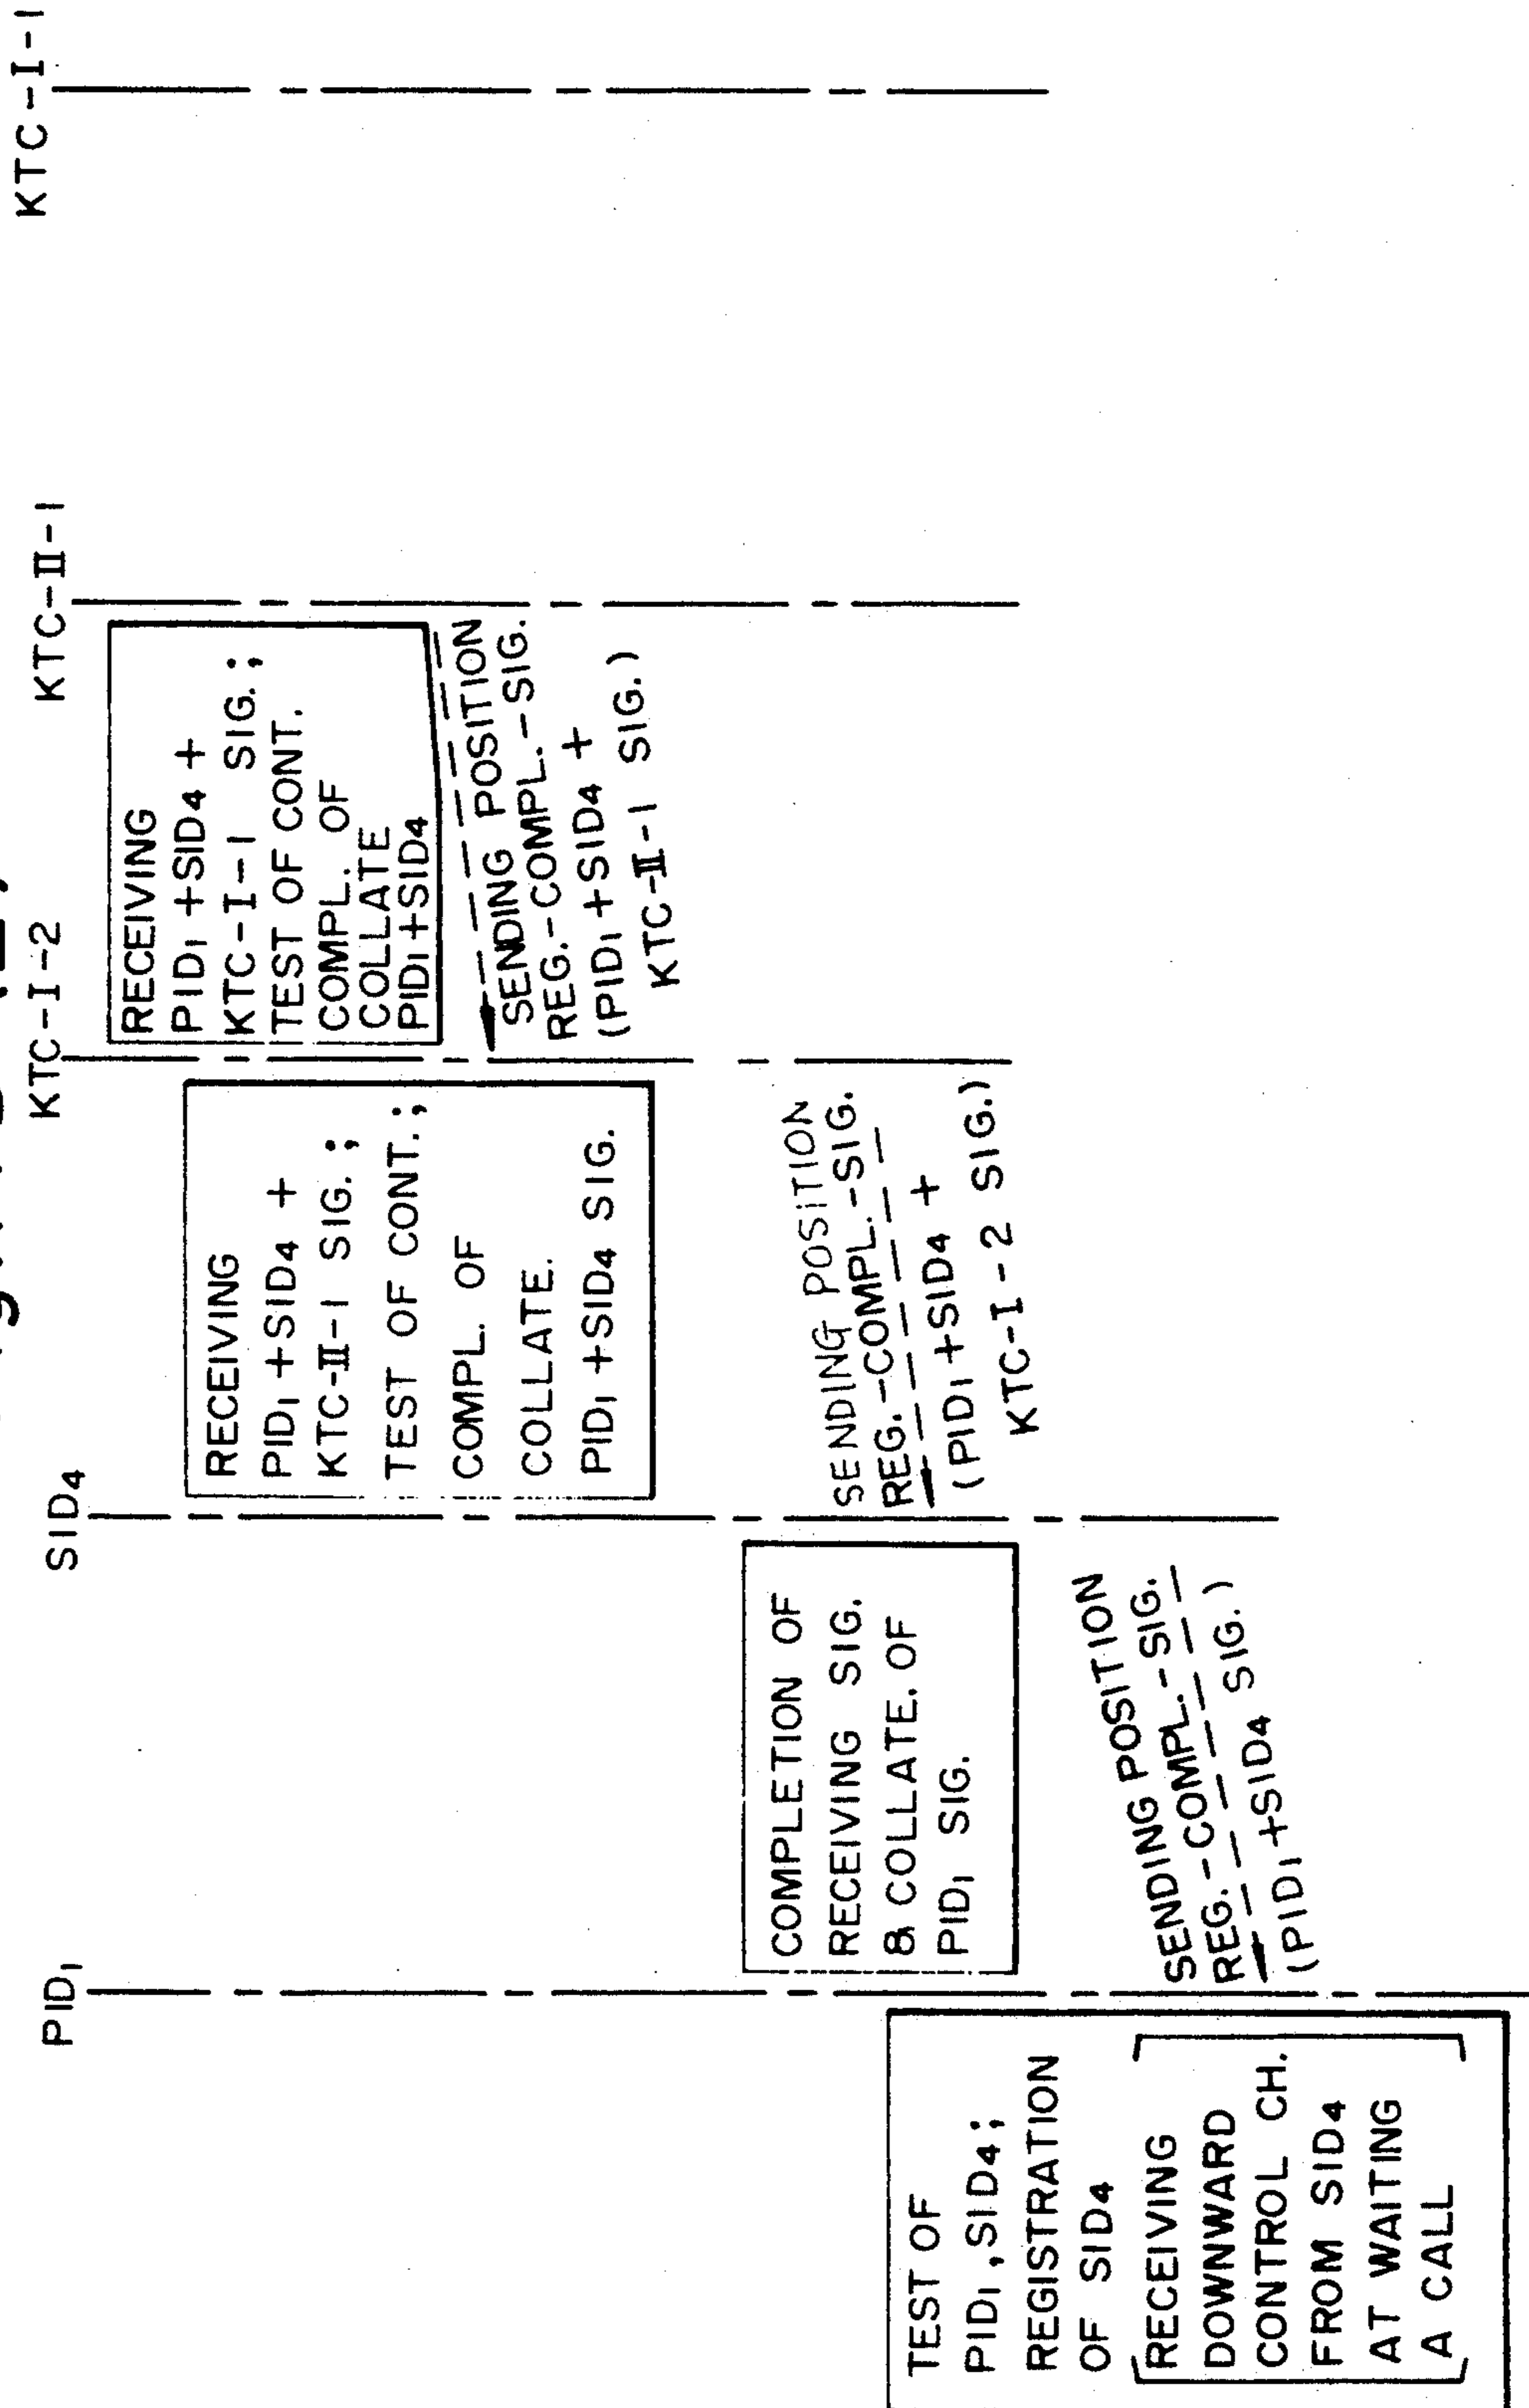 PID₁
SID₄
KTC-I-2
KTC-II-1
KTC-I-1
RECEIVING
PID₁ +SID₄ +
KTC-I-1 SIG.;
TEST OF CONT.
COMPL. OF
COLLATE
PID₁+SID₄
SENDING POSITION
REG.-COMPL.-SIG.
(PID₁ +SID₄ +
KTC-II-1 SIG.)
RECEIVING
PID₁ +SID₄ +
KTC-II-1 SIG.;
TEST OF CONT.;
COMPL. OF
COLLATE.
PID₁ +SID₄ SIG.
SENDING POSITION
REG.-COMPL.-SIG.
(PID₁ +SID₄ +
KTC-I-2 SIG.)
COMPLETION OF
RECEIVING SIG.
& COLLATE. OF
PID₁ SIG.
SENDING POSITION
REG.-COMPL.-SIG.
(PID₁+SID₄ SIG.)
TEST OF
PID₁,SID₄;
REGISTRATION
OF SID₄
RECEIVING
DOWNWARD
CONTROL CH.
FROM SID₄
AT WAITING
A CALL